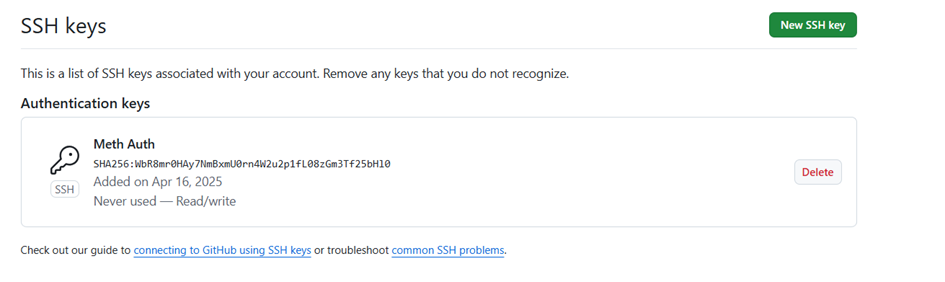 SSH keys
New SSH key
This is a list of SSH keys associated with your account. Remove any keys that you do not recognize.
Authentication keys
Meth Auth
SHA256:WbR8mr0HAy7NmBxmU0rn4W2u2p1fL08zGm3Tf25bH10
SSH
Added on Apr 16, 2025
Never used — Read/write
Delete
Check out our guide to connecting to GitHub using SSH keys or troubleshoot common SSH problems.